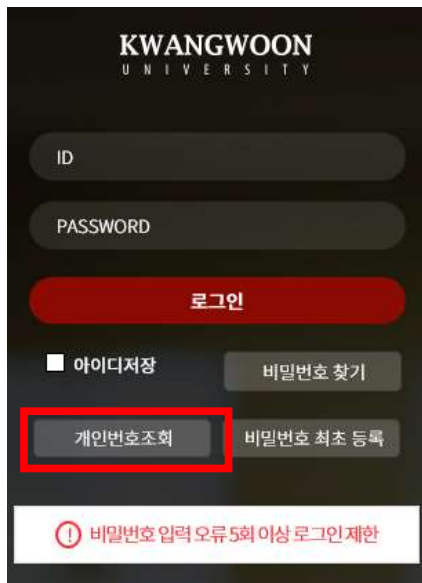 KWANGWOON
UNIVERSITY
ID
PASSWORD
로그인
아이디저장
비밀번호 찾기
개인번호조회
비밀번호 최초 등록
비밀번호 입력 오류 5회 이상 로그인 제한